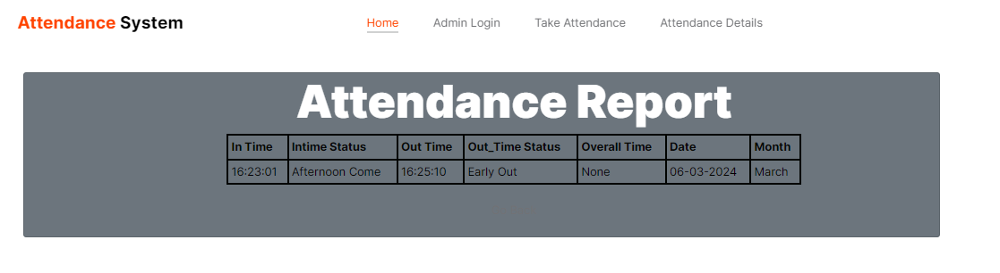 Attendance System Home Admin Login Take Attendance Attendance Details
Attendance Report
In Time Intime Status Out Time Out_Time Status Overall Time Date Month
16:23:01 Afternoon Come 16:25:10 Early Out None 06-03-2024 March